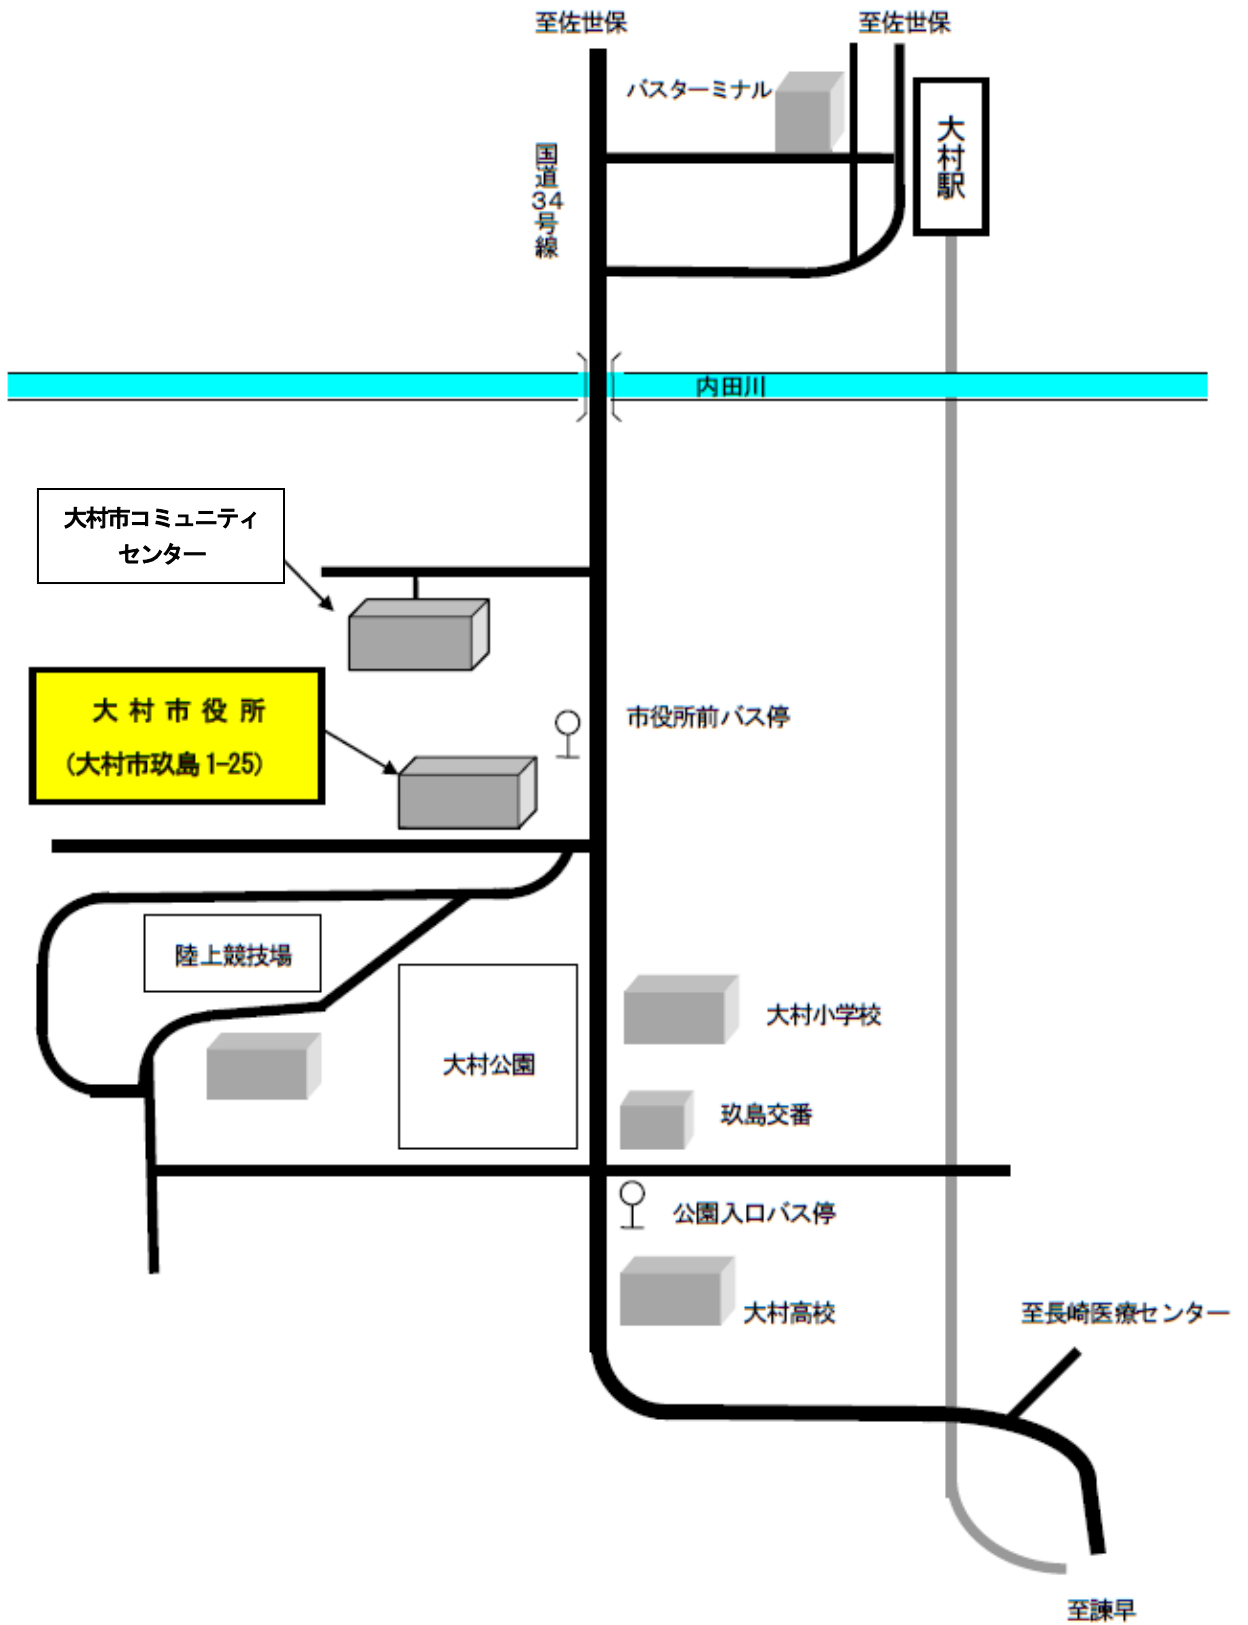 至佐世保
至佐世保
バスターミナル
大村駅
国道34号線
内田川
大村市コミュニティ
センター
大村市役所
（大村市玖島1-25）
市役所前バス停
陸上競技場
大村公園
大村小学校
玖島交番
公園入口バス停
大村高校
至長崎医療センター
至諫早